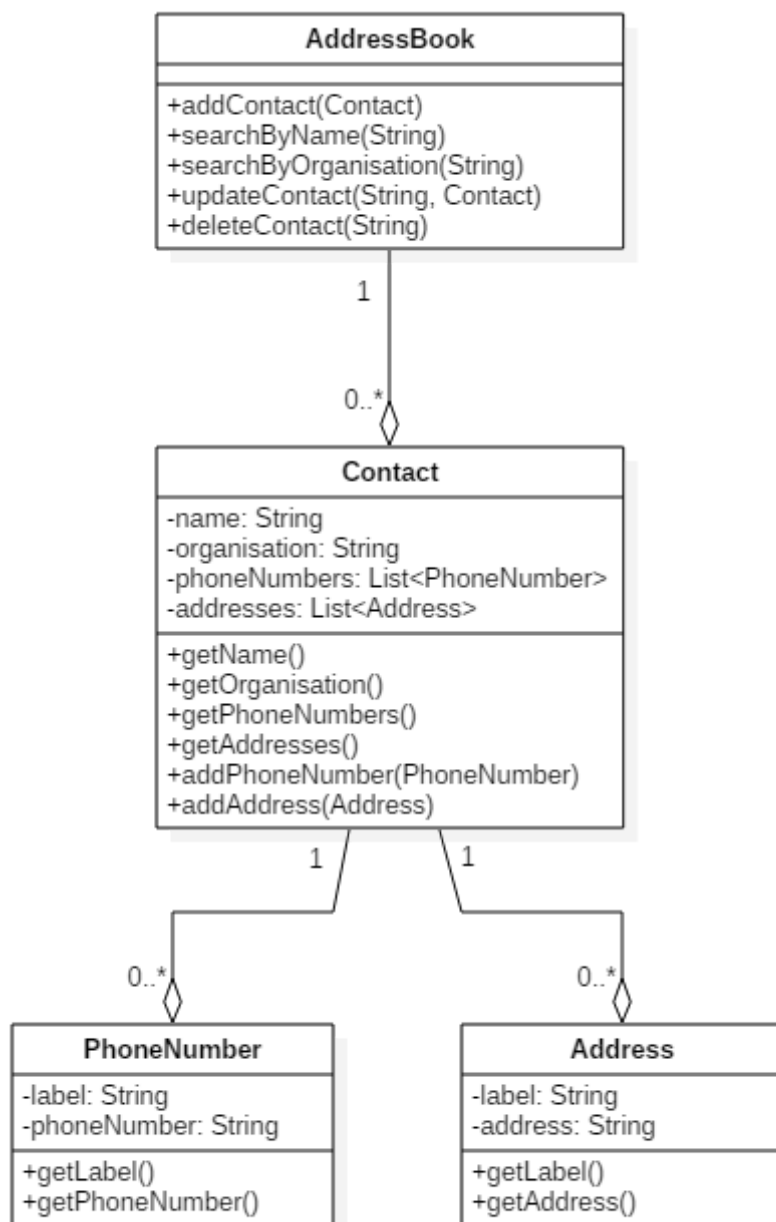 AddressBook
+addContact(Contact)
+searchByName(String)
+searchByOrganisation(String)
+updateContact(String, Contact)
+deleteContact(String)
1
0..*
Contact
-name: String
-organisation: String
-phoneNumbers: List<PhoneNumber>
-addresses: List<Address>
+getName()
+getOrganisation()
+getPhoneNumbers()
+getAddresses()
+addPhoneNumber(PhoneNumber)
+addAddress(Address)
1
1
0..*
0..*
PhoneNumber
-label: String
-phoneNumber: String
+getLabel()
+getPhoneNumber()
Address
-label: String
-address: String
+getLabel()
+getAddress()